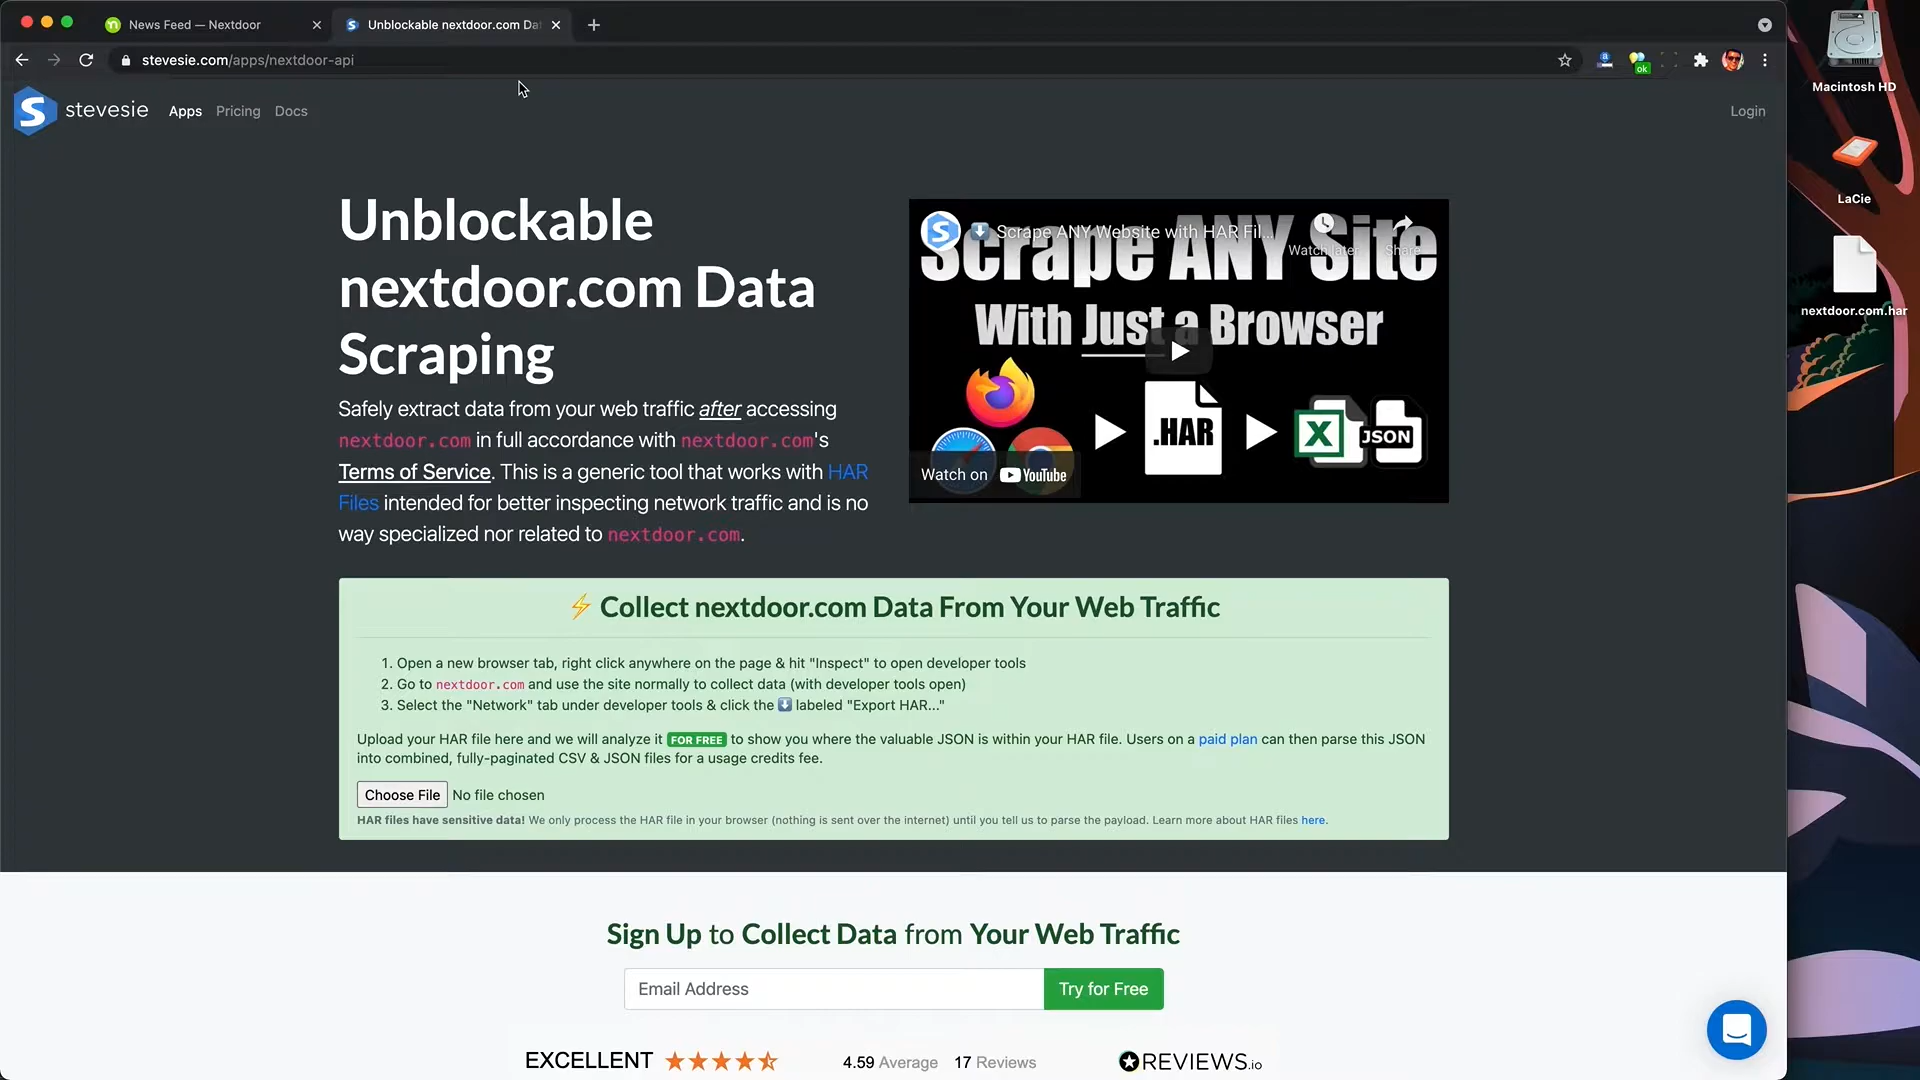 News Feed — Nextdoor
Unblockable nextdoor.com Da
stevesie.com/apps/nextdoor-api
ok
Macintosh HD
LaCie
nextdoor.com.har
stevesie Apps Pricing Docs
Login
Unblockable
nextdoor.com Data
Scraping
Safely extract data from your web traffic after accessing
nextdoor.com in full accordance with nextdoor.com's
Terms of Service. This is a generic tool that works with HAR
Files intended for better inspecting network traffic and is no
way specialized nor related to nextdoor.com.
Scrape ANY Website with HAR Fil...
Watch later
Share
Scrape ANY Site
With Just a Browser
.HAR
X
JSON
Watch on YouTube
⚡ Collect nextdoor.com Data From Your Web Traffic
1. Open a new browser tab, right click anywhere on the page & hit "Inspect" to open developer tools
2. Go to nextdoor.com and use the site normally to collect data (with developer tools open)
3. Select the "Network" tab under developer tools & click the ⬇️ labeled "Export HAR..."
Upload your HAR file here and we will analyze it FOR FREE to show you where the valuable JSON is within your HAR file. Users on a paid plan can then parse this JSON
into combined, fully-paginated CSV & JSON files for a usage credits fee.
Choose File No file chosen
HAR files have sensitive data! We only process the HAR file in your browser (nothing is sent over the internet) until you tell us to parse the payload. Learn more about HAR files here.
Sign Up to Collect Data from Your Web Traffic
Email Address
Try for Free
EXCELLENT 4.59 Average 17 Reviews REVIEWS.io